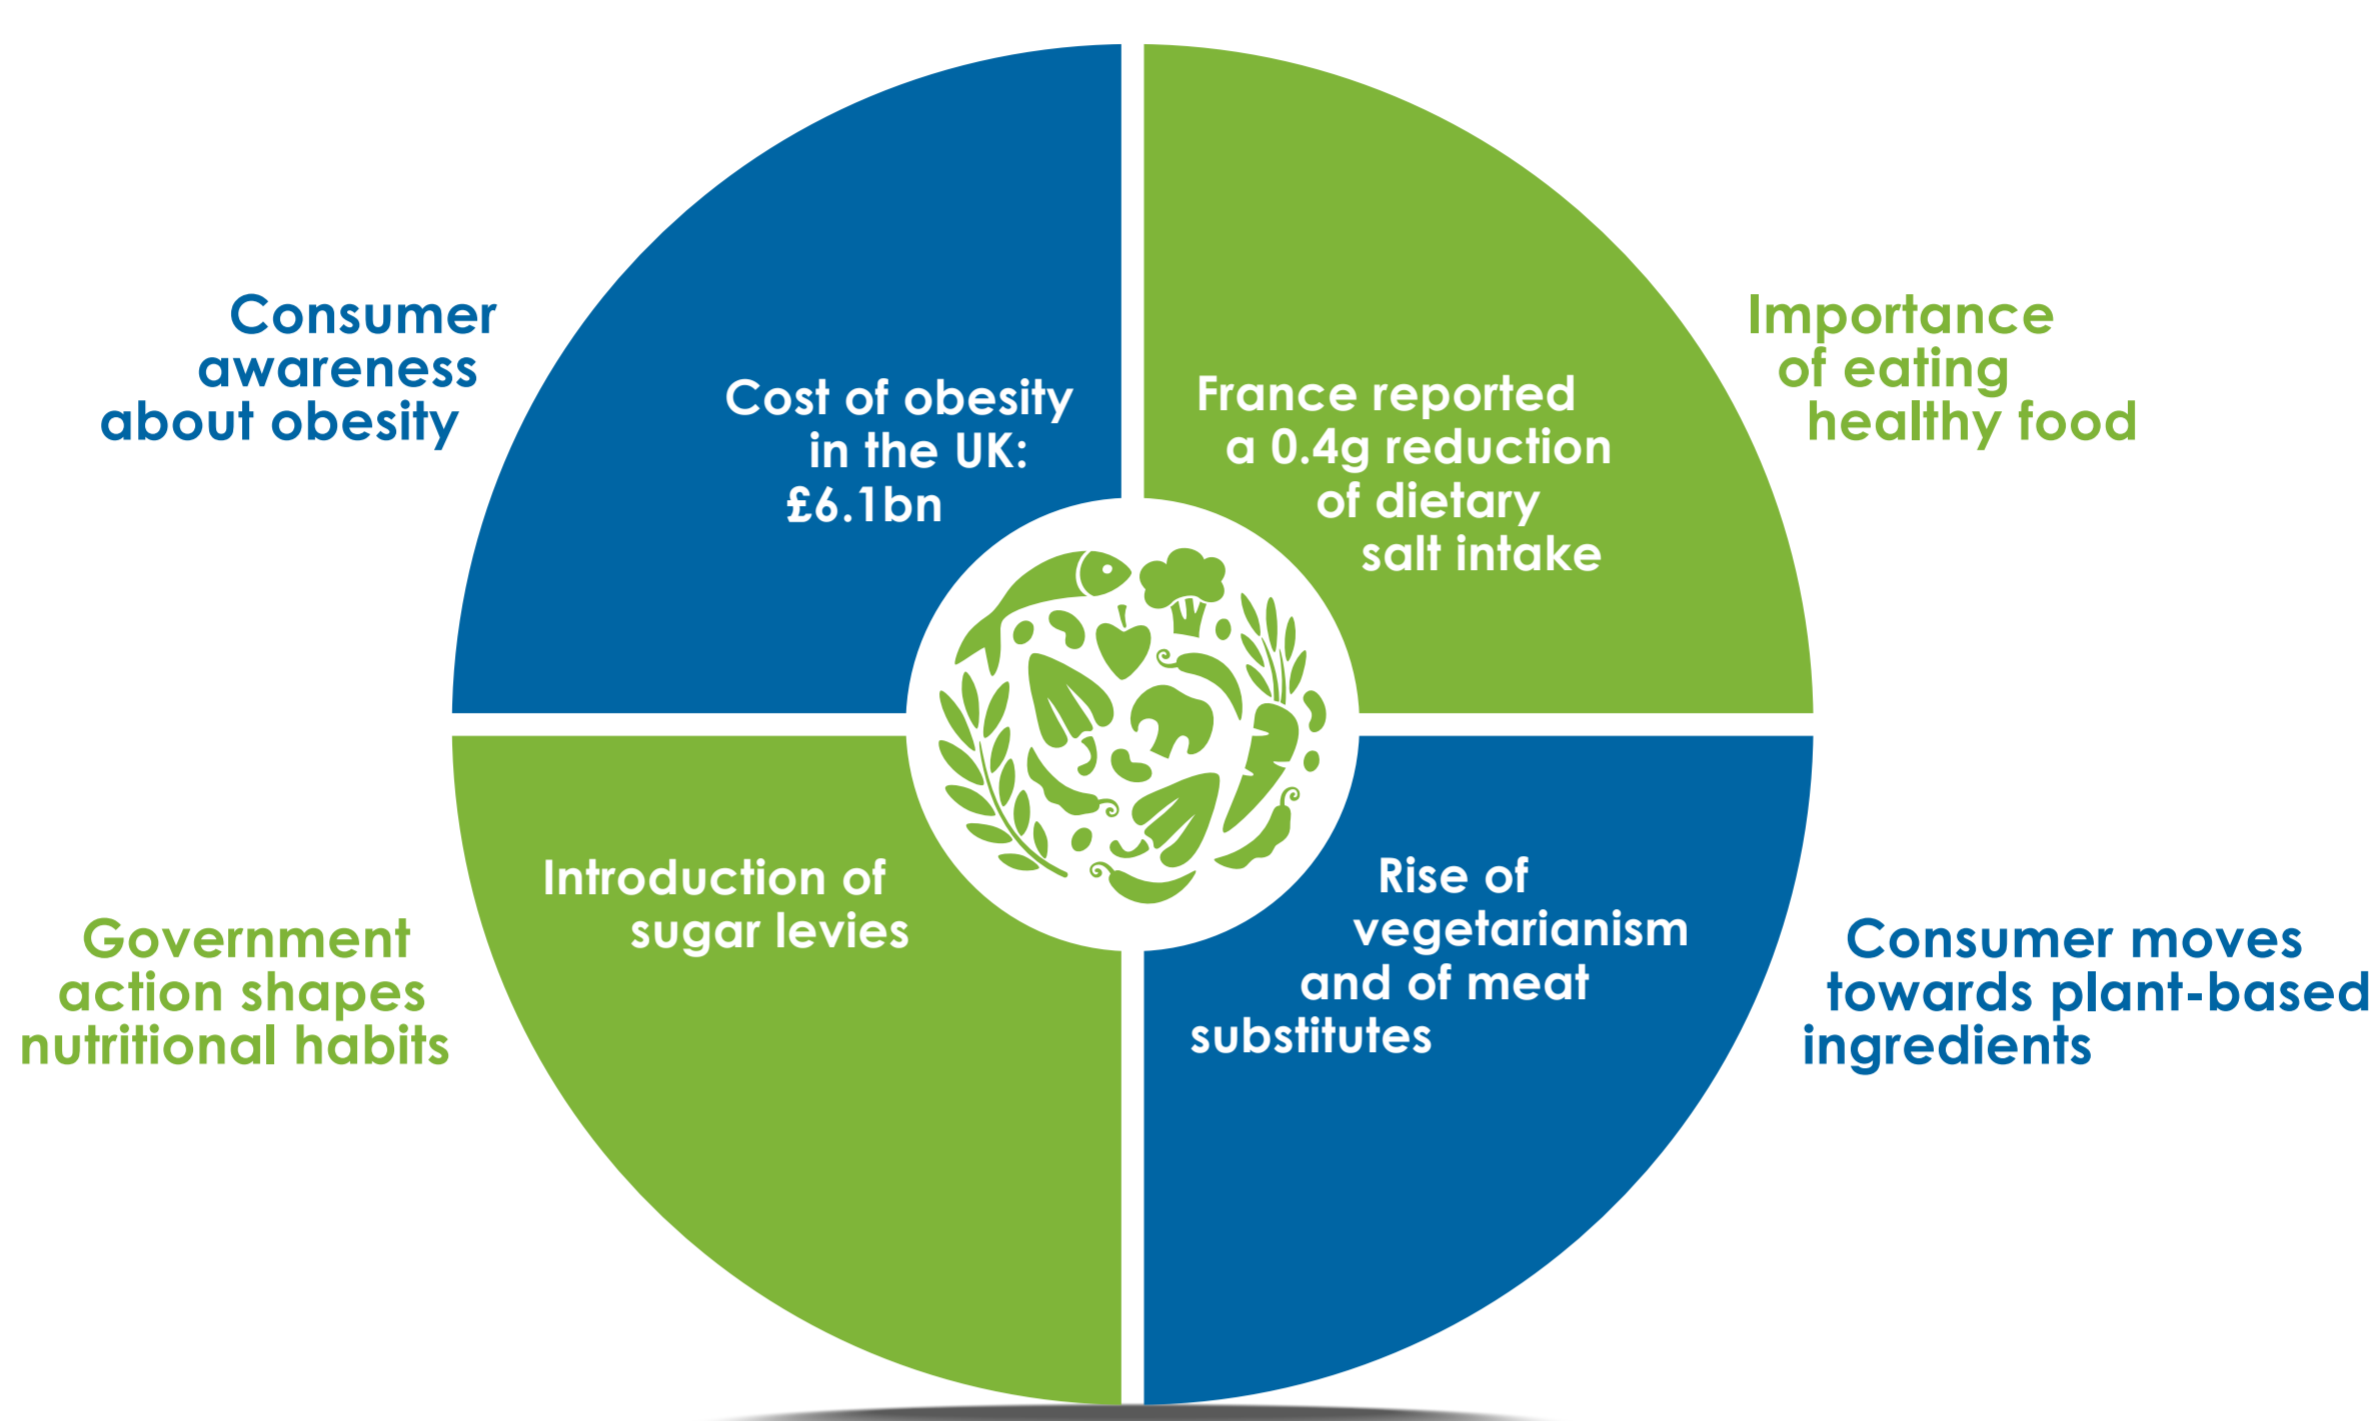 Consumer
awareness
about obesity
Cost of obesity
in the UK:
£6.1bn
France reported
a 0.4g reduction
of dietary
salt intake
Importance
of eating
healthy food
Government
action shapes
nutritional habits
Introduction of
sugar levies
Rise of
vegetarianism
and of meat
substitutes
Consumer moves
towards plant-based
ingredients